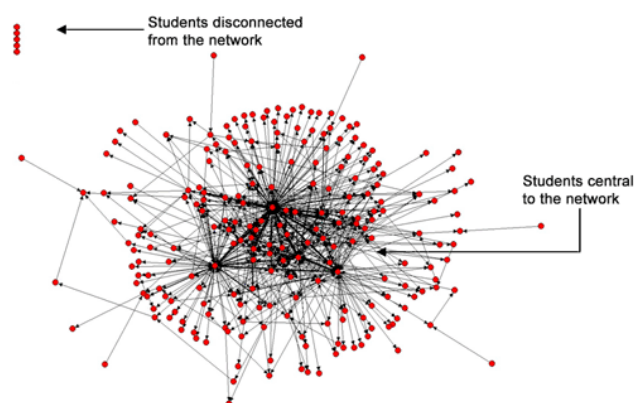 Students disconnected
from the network
Students central
to the network